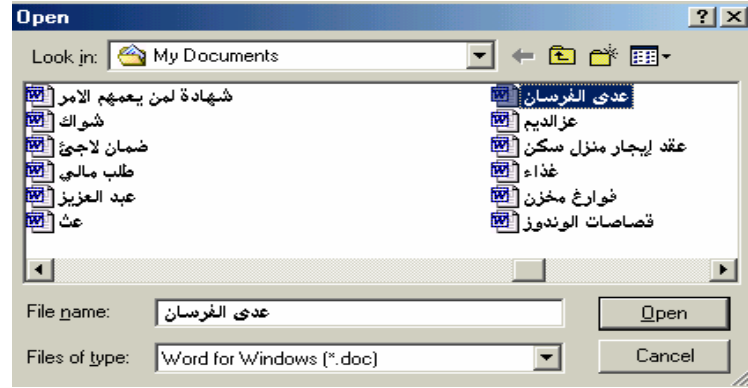 Open
Look in: My Documents
شهادة لمن يعمهم الامر
شواك
ضمان لاجئ
طلب مالي
عبد العزيز
عث
عدى الفرسان
عزالديم
عقد إيجار منزل سكن
غذاء
فوارغ مخزن
قصاصات الوندوز
File name: عدى الفرسان
Open
Files of type: Word for Windows (*.doc)
Cancel